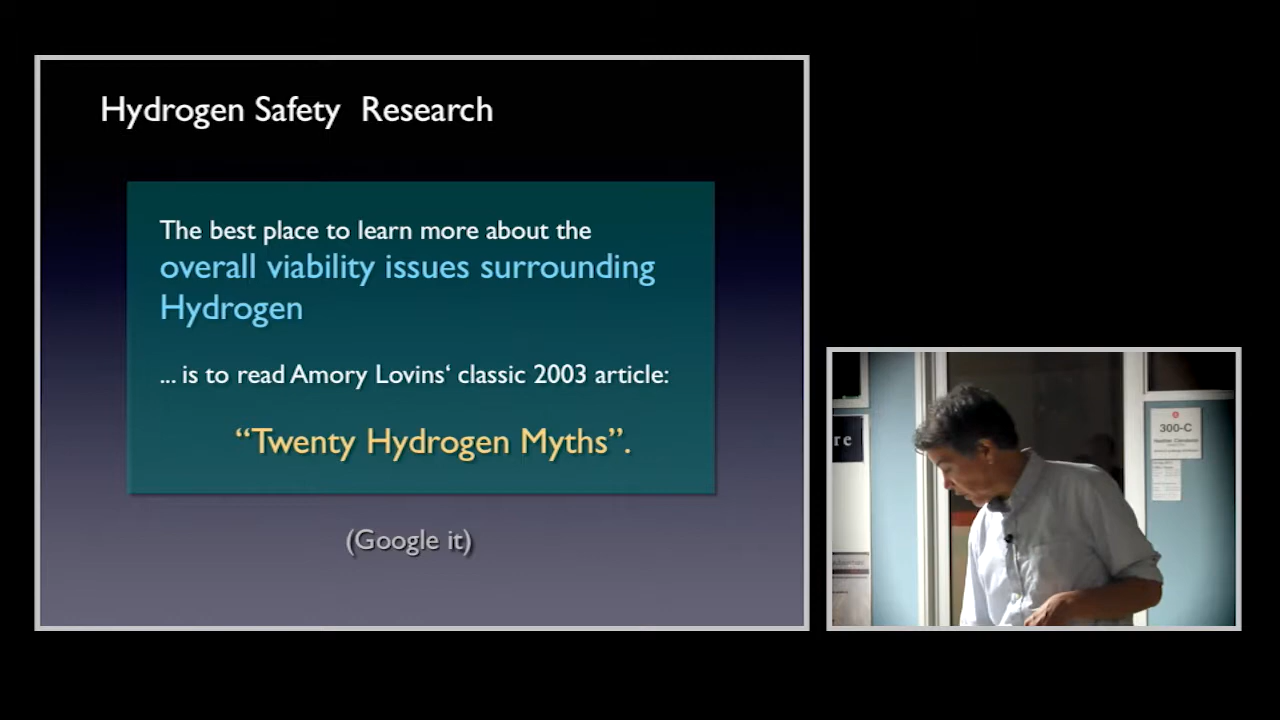 Hydrogen Safety  Research
The best place to learn more about the
overall viability issues surrounding
Hydrogen
... is to read Amory Lovins‘ classic 2003 article:
“Twenty Hydrogen Myths”.
(Google it)
re
300-C